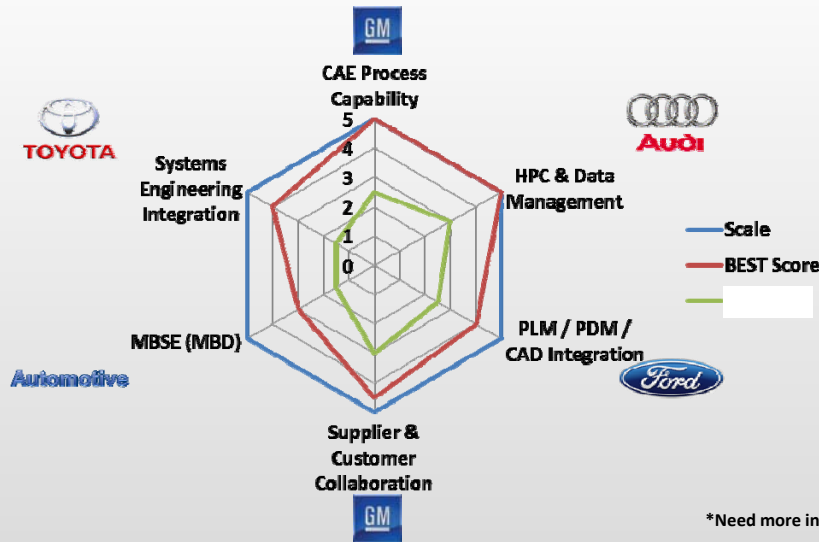 GM
CAE Process
Capability
TOYOTA
Audi
Systems
Engineering
Integration
5
4
3
2
1
0
HPC & Data
Management
Scale
BEST Score
MBSE (MBD)
PLM / PDM /
CAD Integration
Automotive
Ford
Supplier &
Customer
Collaboration
GM
*Need more in